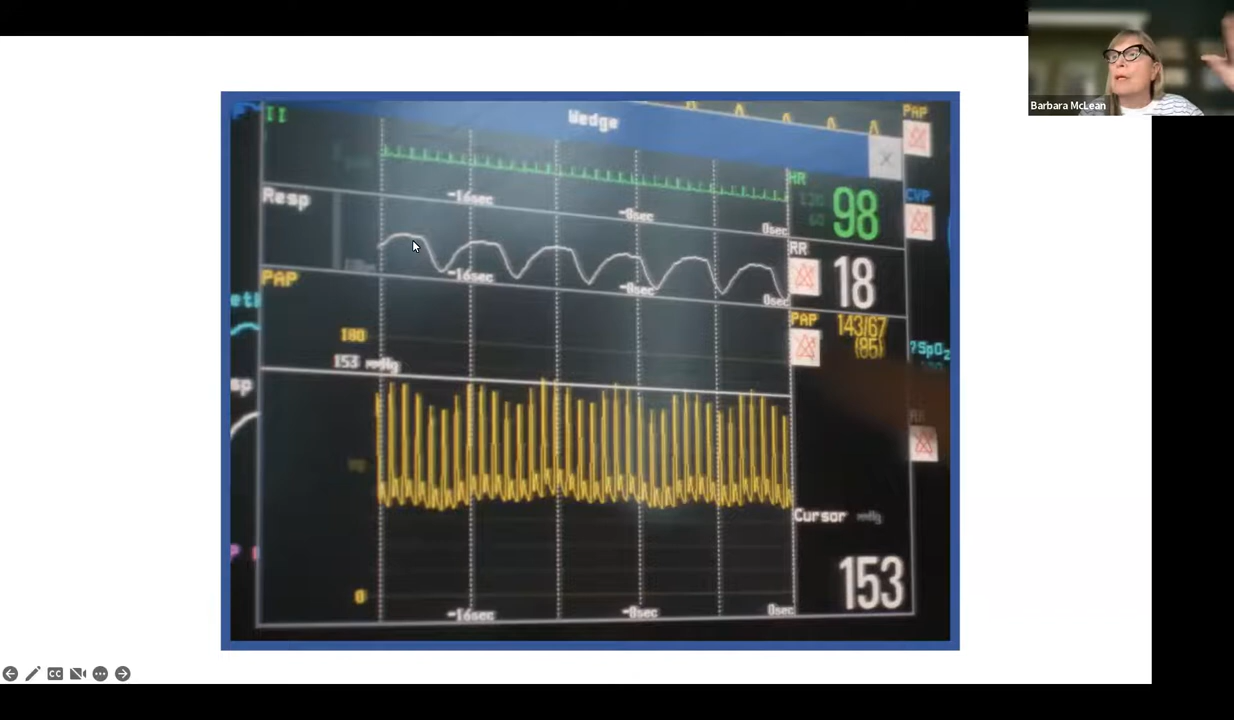 Barbara McLean
II
Wedge
PAP
-16sec
-8sec
0sec
HR
98
CVP
Resp
-16sec
-8sec
0sec
RR
18
PAP
180
153 mmHg
PAP
143/67
(85)
?SpO2
Cursor mmHg
153
0
-16sec
-8sec
0sec
CC